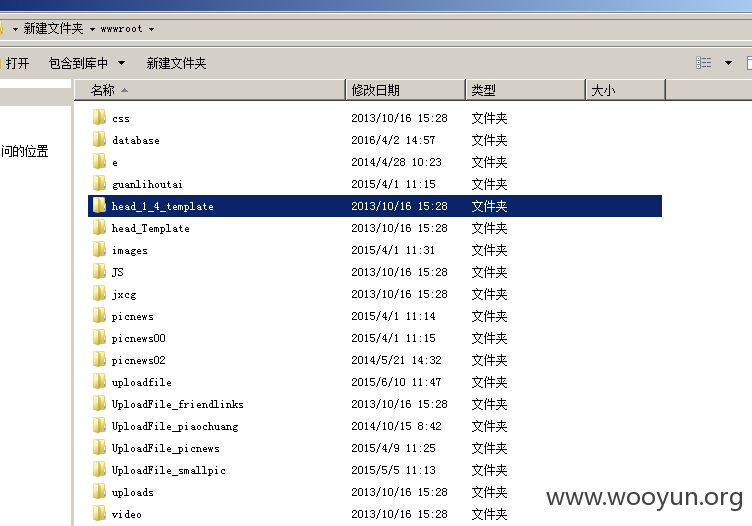 新建文件夹 wwwroot
打开 包含到库中 新建文件夹
名称 修改日期 类型 大小
css 2013/10/16 15:28 文件夹
database 2016/4/2 14:57 文件夹
问的位置 e 2014/4/28 10:23 文件夹
guanlihoutai 2015/4/1 11:15 文件夹
head_1_4_template 2013/10/16 15:28 文件夹
head_Template 2013/10/16 15:28 文件夹
images 2015/4/1 11:31 文件夹
JS 2013/10/16 15:28 文件夹
jxcg 2013/10/16 15:28 文件夹
picnews 2015/4/1 11:14 文件夹
picnews00 2015/4/1 11:15 文件夹
picnews02 2014/5/21 14:32 文件夹
uploadfile 2015/6/10 11:47 文件夹
UploadFile_friendlinks 2013/10/16 15:28 文件夹
UploadFile_piaochuang 2014/10/15 8:42 文件夹
UploadFile_picnews 2015/4/9 11:25 文件夹
UploadFile_smallpic 2015/5/5 11:13 文件夹
uploads 2013/10/16 15:28 文件夹
video 2013/10/16 15:28 文件夹
www.wooyun.org